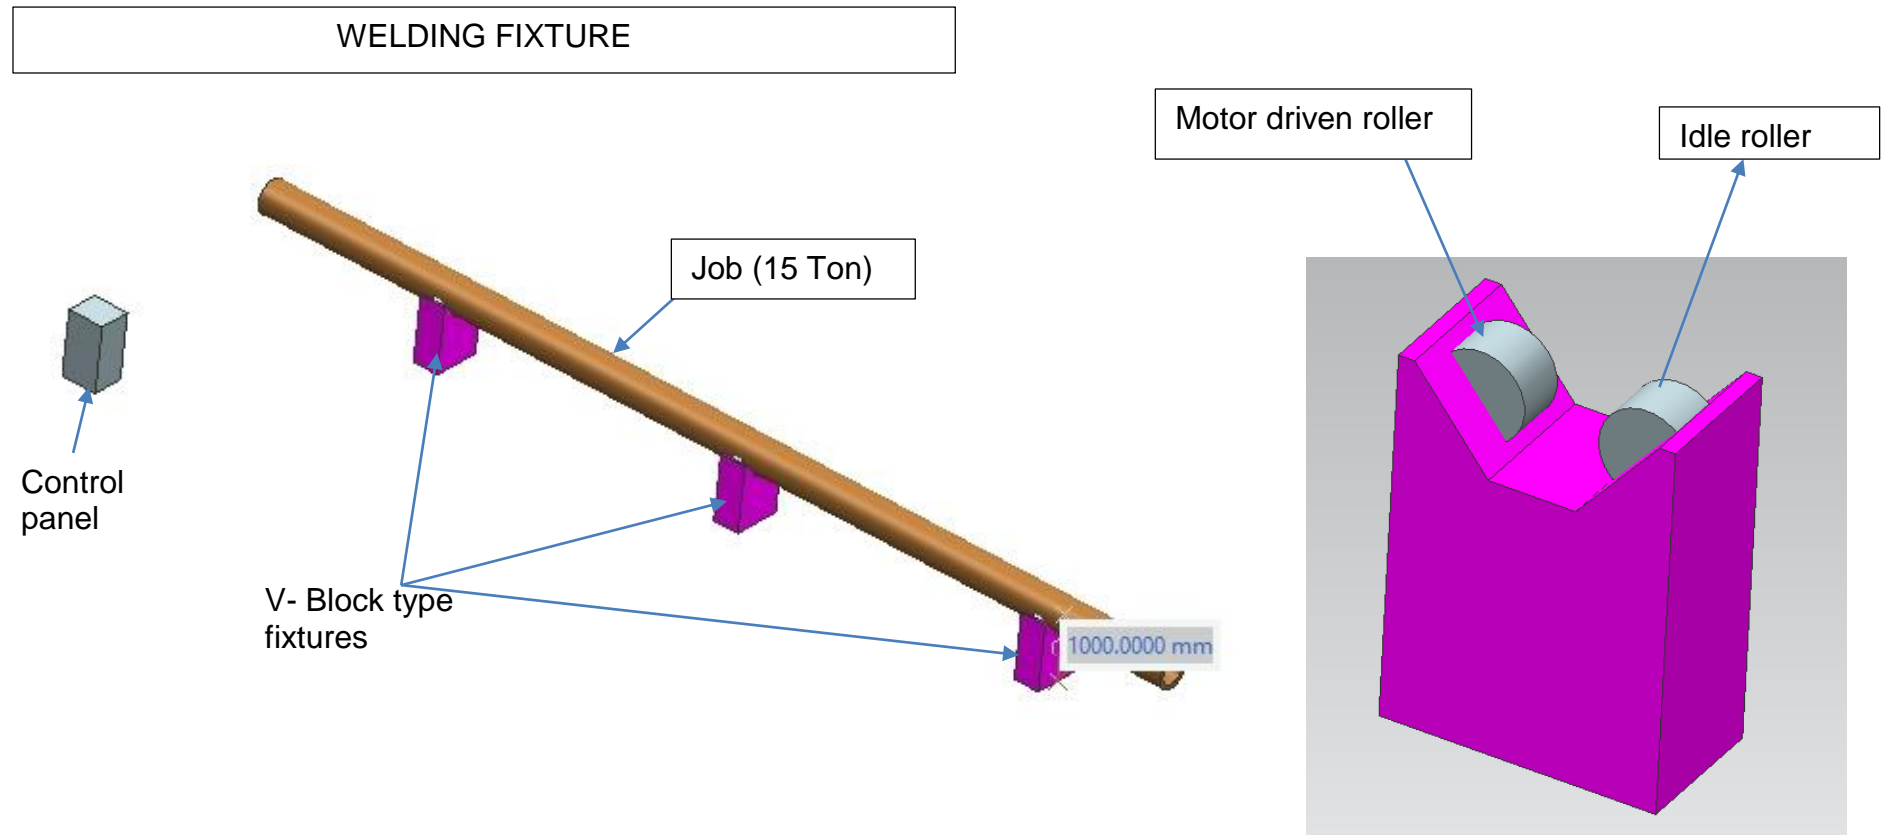 WELDING FIXTURE
Motor driven roller
Idle roller
Job (15 Ton)
Control
panel
V- Block type
fixtures
1000.0000 mm